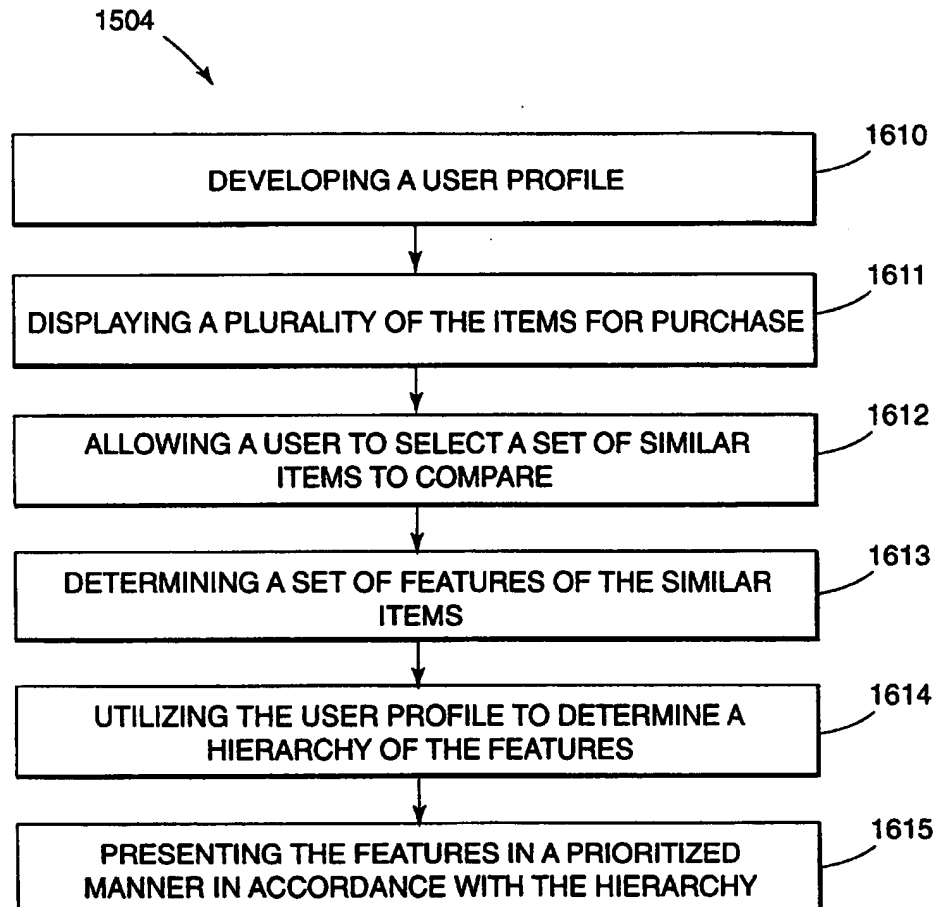 1504
1610
DEVELOPING A USER PROFILE
1611
DISPLAYING A PLURALITY OF THE ITEMS FOR PURCHASE
1612
ALLOWING A USER TO SELECT A SET OF SIMILAR
ITEMS TO COMPARE
1613
DETERMINING A SET OF FEATURES OF THE SIMILAR
ITEMS
1614
UTILIZING THE USER PROFILE TO DETERMINE A
HIERARCHY OF THE FEATURES
1615
PRESENTING THE FEATURES IN A PRIORITIZED
MANNER IN ACCORDANCE WITH THE HIERARCHY